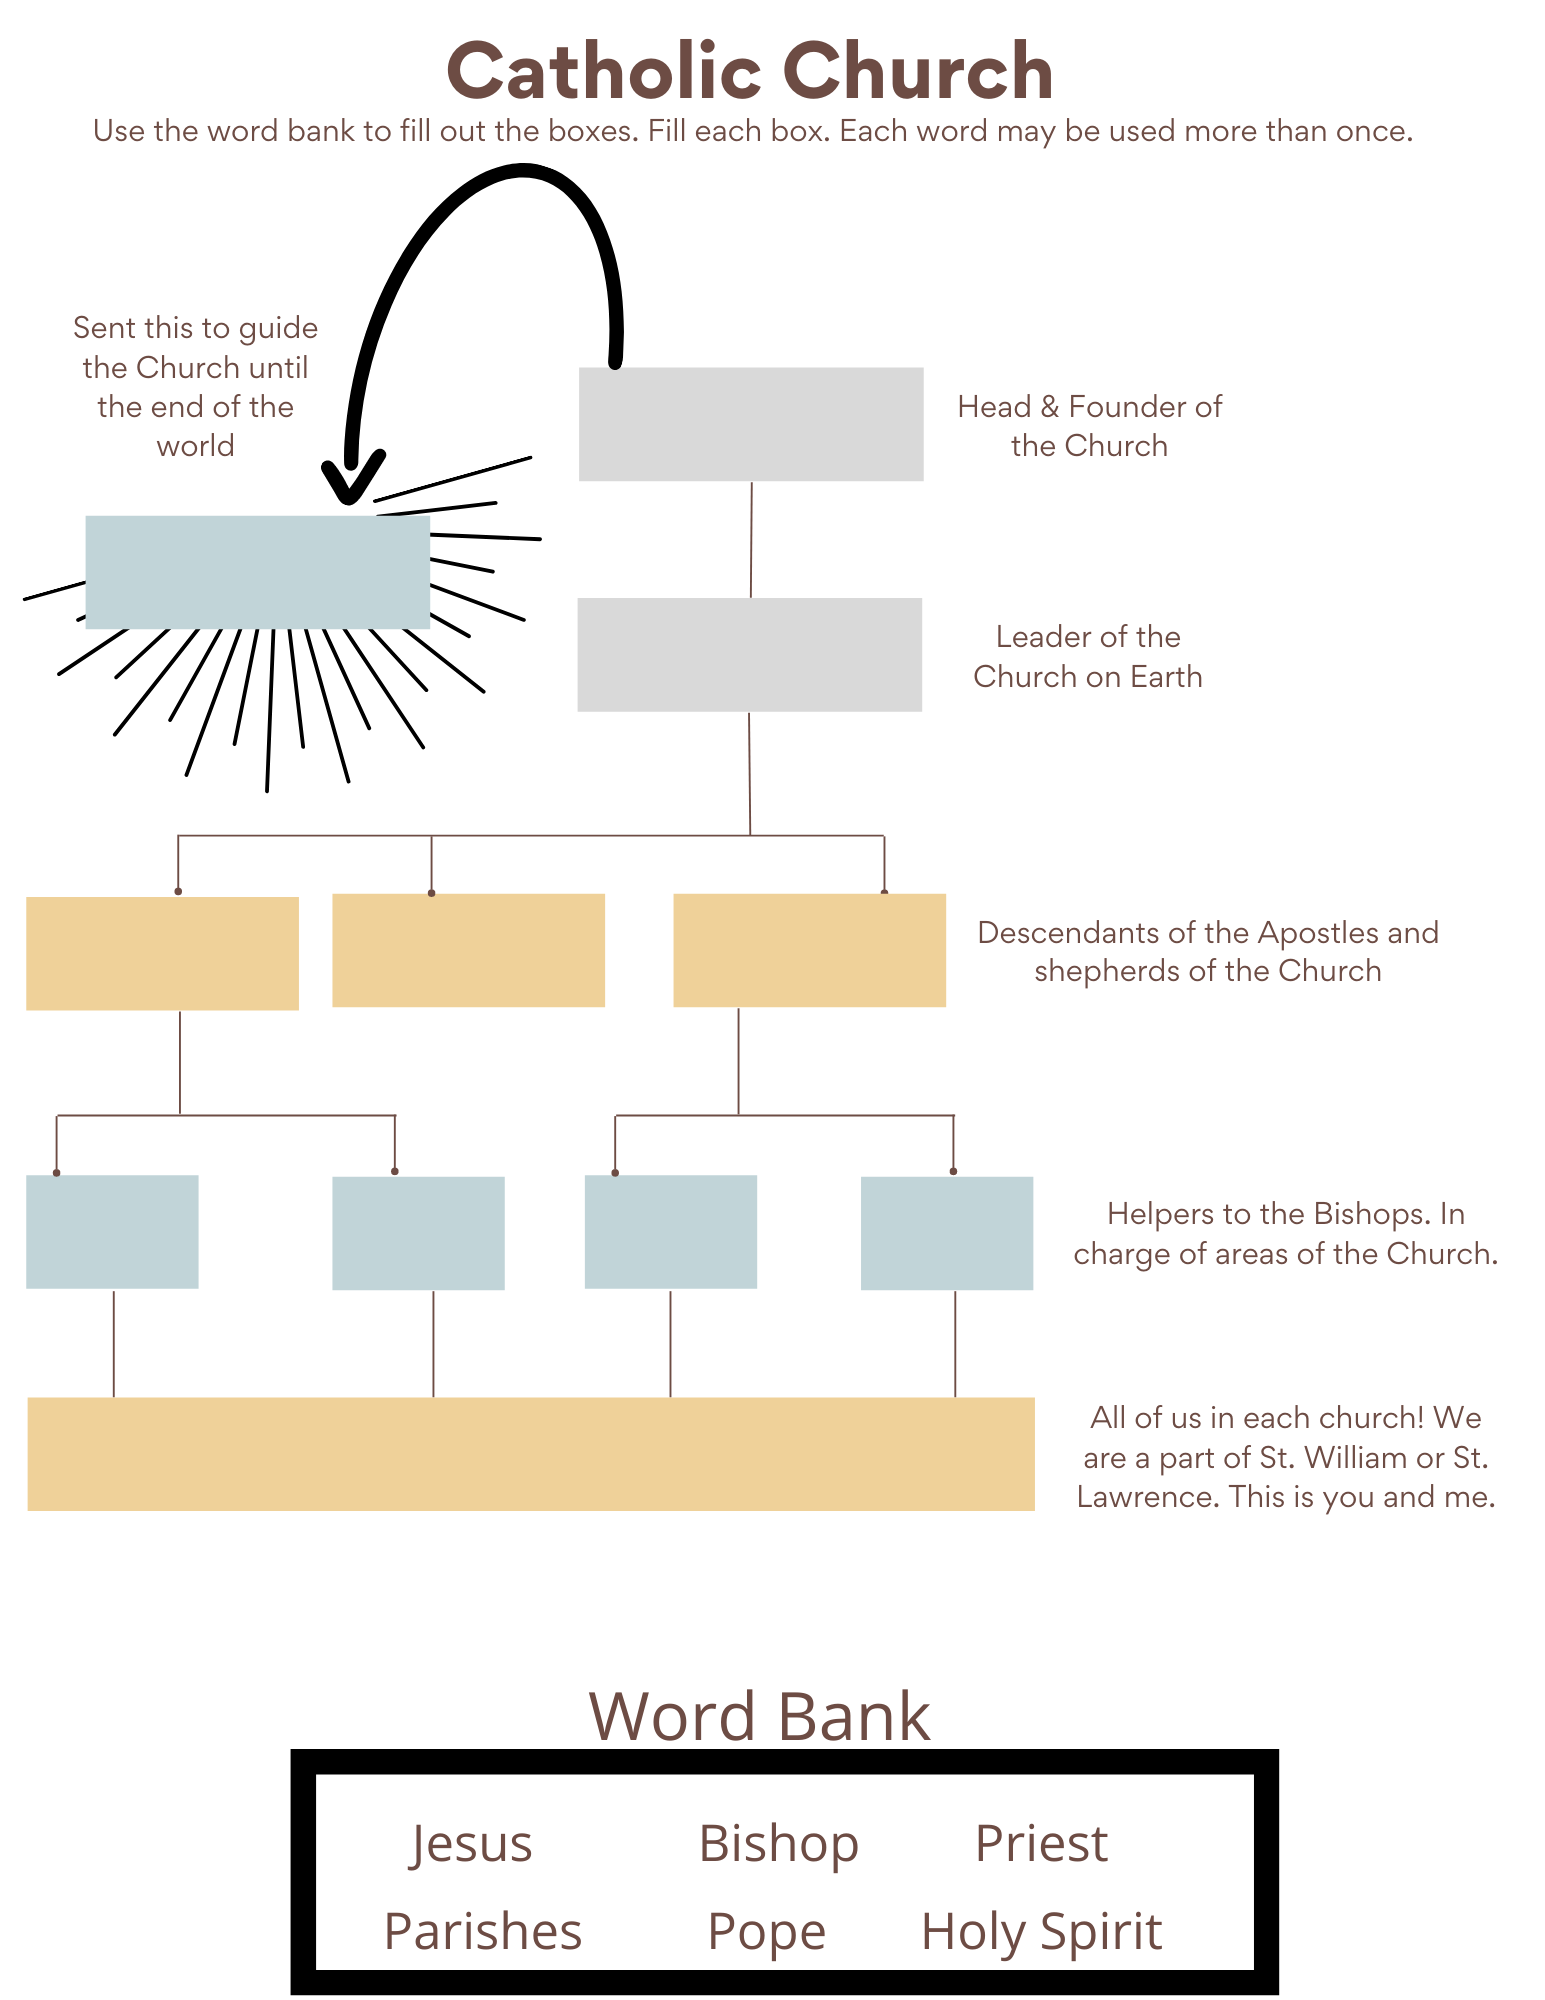 Catholic Church
Use the word bank to fill out the boxes. Fill each box. Each word may be used more than once.
Sent this to guide
the Church until
the end of the
world
Head & Founder of
the Church
Leader of the
Church on Earth
Descendants of the Apostles and
shepherds of the Church
Helpers to the Bishops. In
charge of areas of the Church.
All of us in each church! We
are a part of St. William or St.
Lawrence. This is you and me.
Word Bank
Jesus Bishop Priest
Parishes Pope Holy Spirit